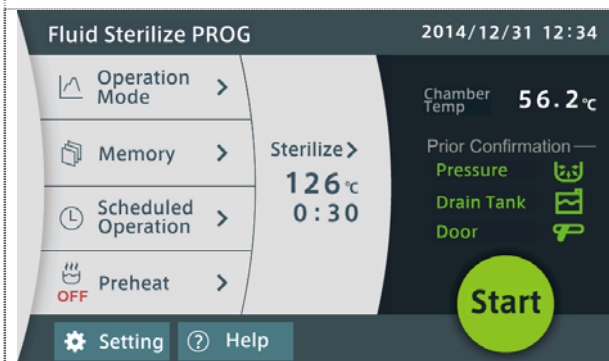 Fluid Sterilize PROG
2014/12/31 12:34
Operation
Mode
Memory
Scheduled
Operation
OFF
Preheat
Sterilize
126℃
0:30
Chamber
Temp
56.2℃
Prior Confirmation
Pressure
Drain Tank
Door
Start
Setting
? Help